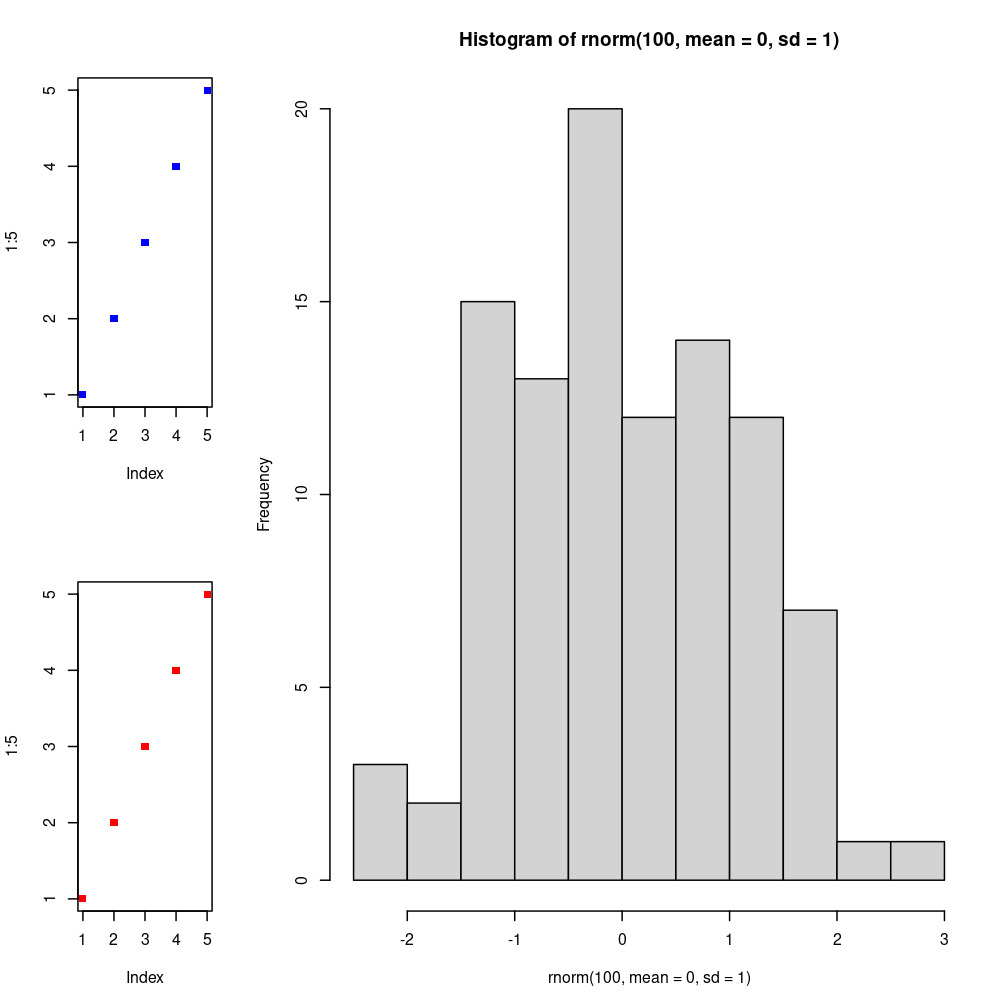 1:5
5
4
3
2
1
1 2 3 4 5
Index
1:5
5
4
3
2
1
1 2 3 4 5
Index
Histogram of rnorm(100, mean = 0, sd = 1)
Frequency
20
15
10
5
0
-2 -1 0 1 2 3
rnorm(100, mean = 0, sd = 1)